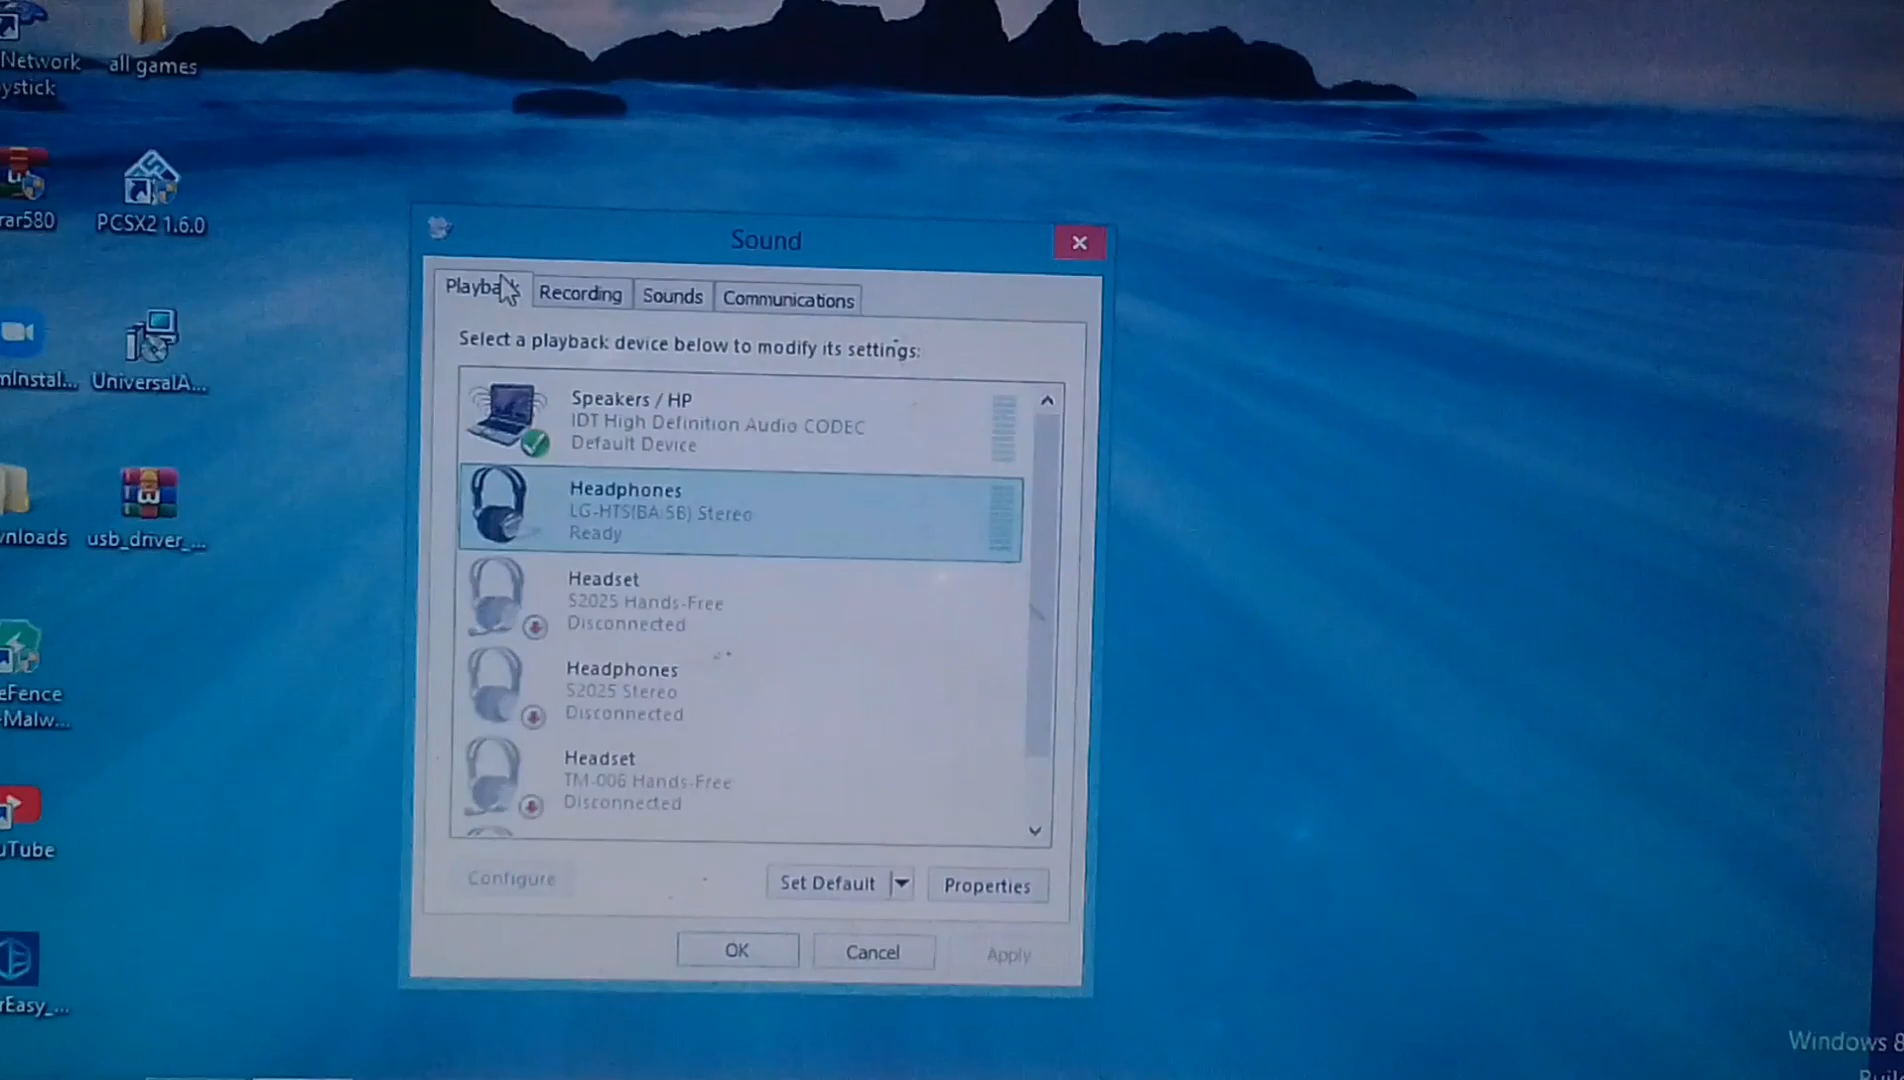 Network
ystick
all games
rar580
PCSX2 1.6.0
nInstal...
UniversalA...
nloads
usb_driver_...
eFence
-Malw...
uTube
rEasy_...
Sound
Playback
Recording
Sounds
Communications
Select a playback device below to modify its settings:
Speakers / HP
IDT High Definition Audio CODEC
Default Device
Headphones
LG-HTS(BA:5B) Stereo
Ready
Headset
S2025 Hands-Free
Disconnected
Headphones
S2025 Stereo
Disconnected
Headset
TM-006 Hands-Free
Disconnected
Configure
Set Default
Properties
OK
Cancel
Apply
Windows 8